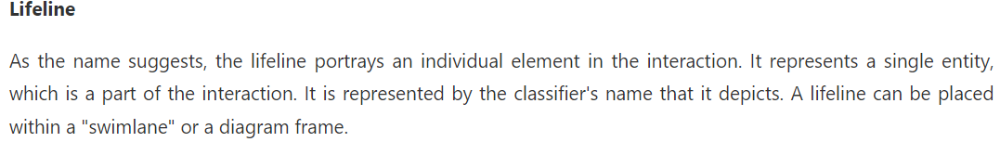 Lifeline
As the name suggests, the lifeline portrays an individual element in the interaction. It represents a single entity,
which is a part of the interaction. It is represented by the classifier's name that it depicts. A lifeline can be placed
within a "swimlane" or a diagram frame.